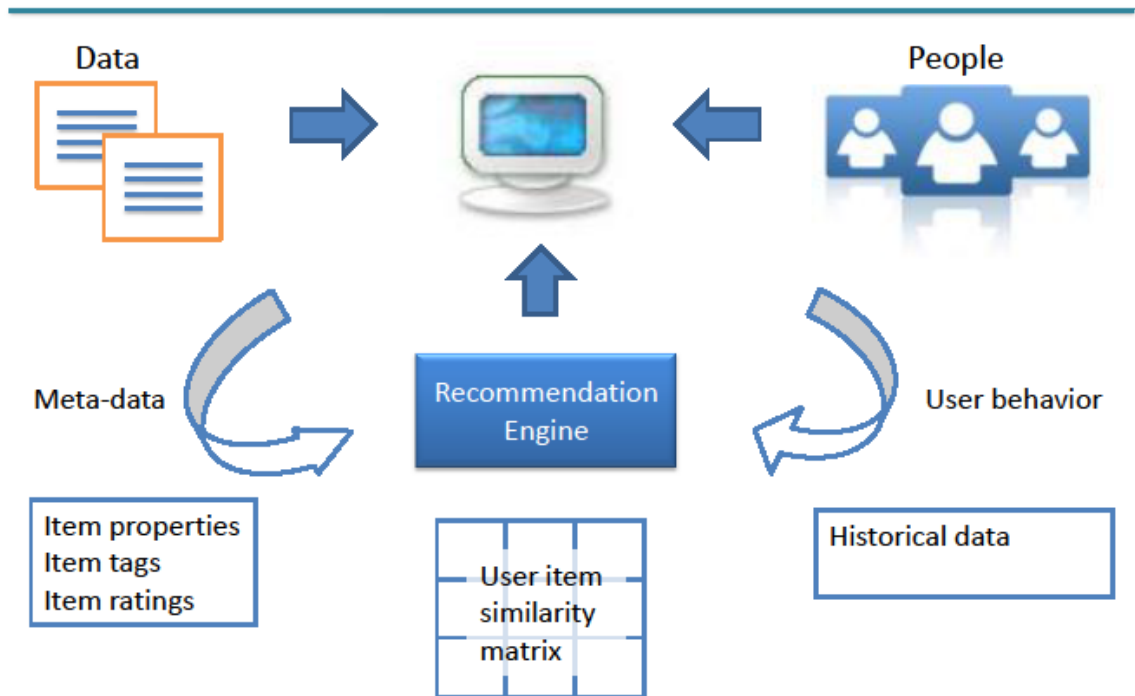 Data
People
Meta-data
Recommendation
Engine
User behavior
Item properties
Item tags
Item ratings
User item
similarity
matrix
Historical data